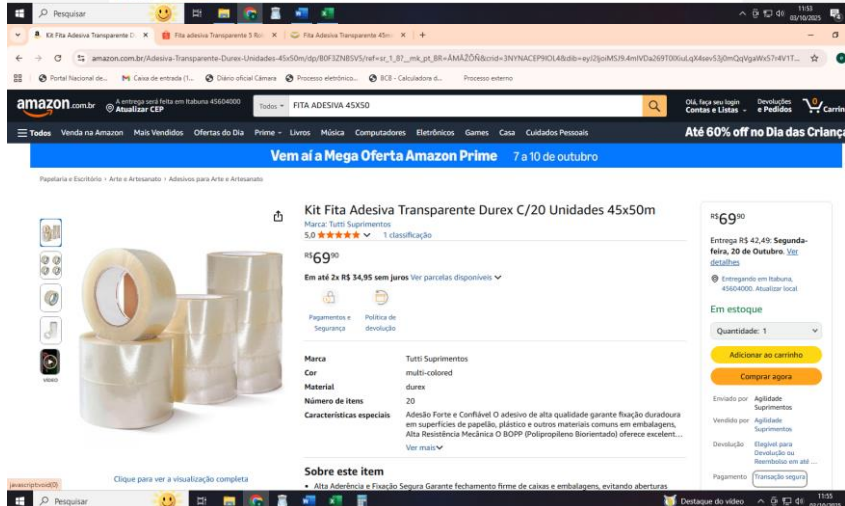 Pesquisar
11:53
03/10/2025
Kit Fita Adesiva Transparente D
Fita adesiva Transparente 5 Rol
Fita Adesiva Transparente 45m
amazon.com.br/Adesiva-Transparente-Durex-Unidades-45x50m/dp/
Portal Nacional de...
Caixa de entrada (1...
Diário oficial Câmara
Processo eletrônico...
BCB - Calculadora d...
Processo externo
amazon.com.br
A entrega será feita em Itabuna 45604000
Atualizar CEP
Todos
FITA ADESIVA 45X50
Olá, faça seu login
Contas e Listas
Devoluções
e Pedidos
0
Carrin
Todos
Venda na Amazon
Mais Vendidos
Ofertas do Dia
Prime
Livros
Música
Computadores
Eletrônicos
Games
Casa
Cuidados Pessoais
Até 60% off no Dia das Criança
Vem aí a Mega Oferta Amazon Prime 7 a 10 de outubro
Papelaria e Escritório › Arte e Artesanato › Adesivos para Arte e Artesanato
VÍDEO
Clique para ver a visualização completa
Kit Fita Adesiva Transparente Durex C/20 Unidades 45x50m
Marca: Tutti Suprimentos
5,0 1 classificação
R$6990
Em até 2x R$ 34,95 sem juros Ver parcelas disponíveis
Pagamentos e
Segurança
Política de
devolução
Marca Tutti Suprimentos
Cor multi-colored
Material durex
Número de itens 20
Características especiais Adesão Forte e Confiável O adesivo de alta qualidade garante fixação duradoura
em superfícies de papelão, plástico e outros materiais comuns em embalagens,
Alta Resistência Mecânica O BOPP (Polipropileno Biorientado) oferece excelent...
Ver mais
Sobre este item
• Alta Aderência e Fixação Segura Garante fechamento firme de caixas e embalagens, evitando aberturas
R$6990
Entrega R$ 42,49: Segunda-
feira, 20 de Outubro. Ver
detalhes
Entregando em Itabuna,
45604000. Atualizar local
Em estoque
Quantidade: 1
Adicionar ao carrinho
Comprar agora
Enviado por Agilidade
Suprimentos
Vendido por Agilidade
Suprimentos
Devolução Elegível para
Devolução ou
Reembolso em até ...
Pagamento Transação segura
javascript:void(0)
Pesquisar
Destaque do vídeo
11:55
03/10/2025